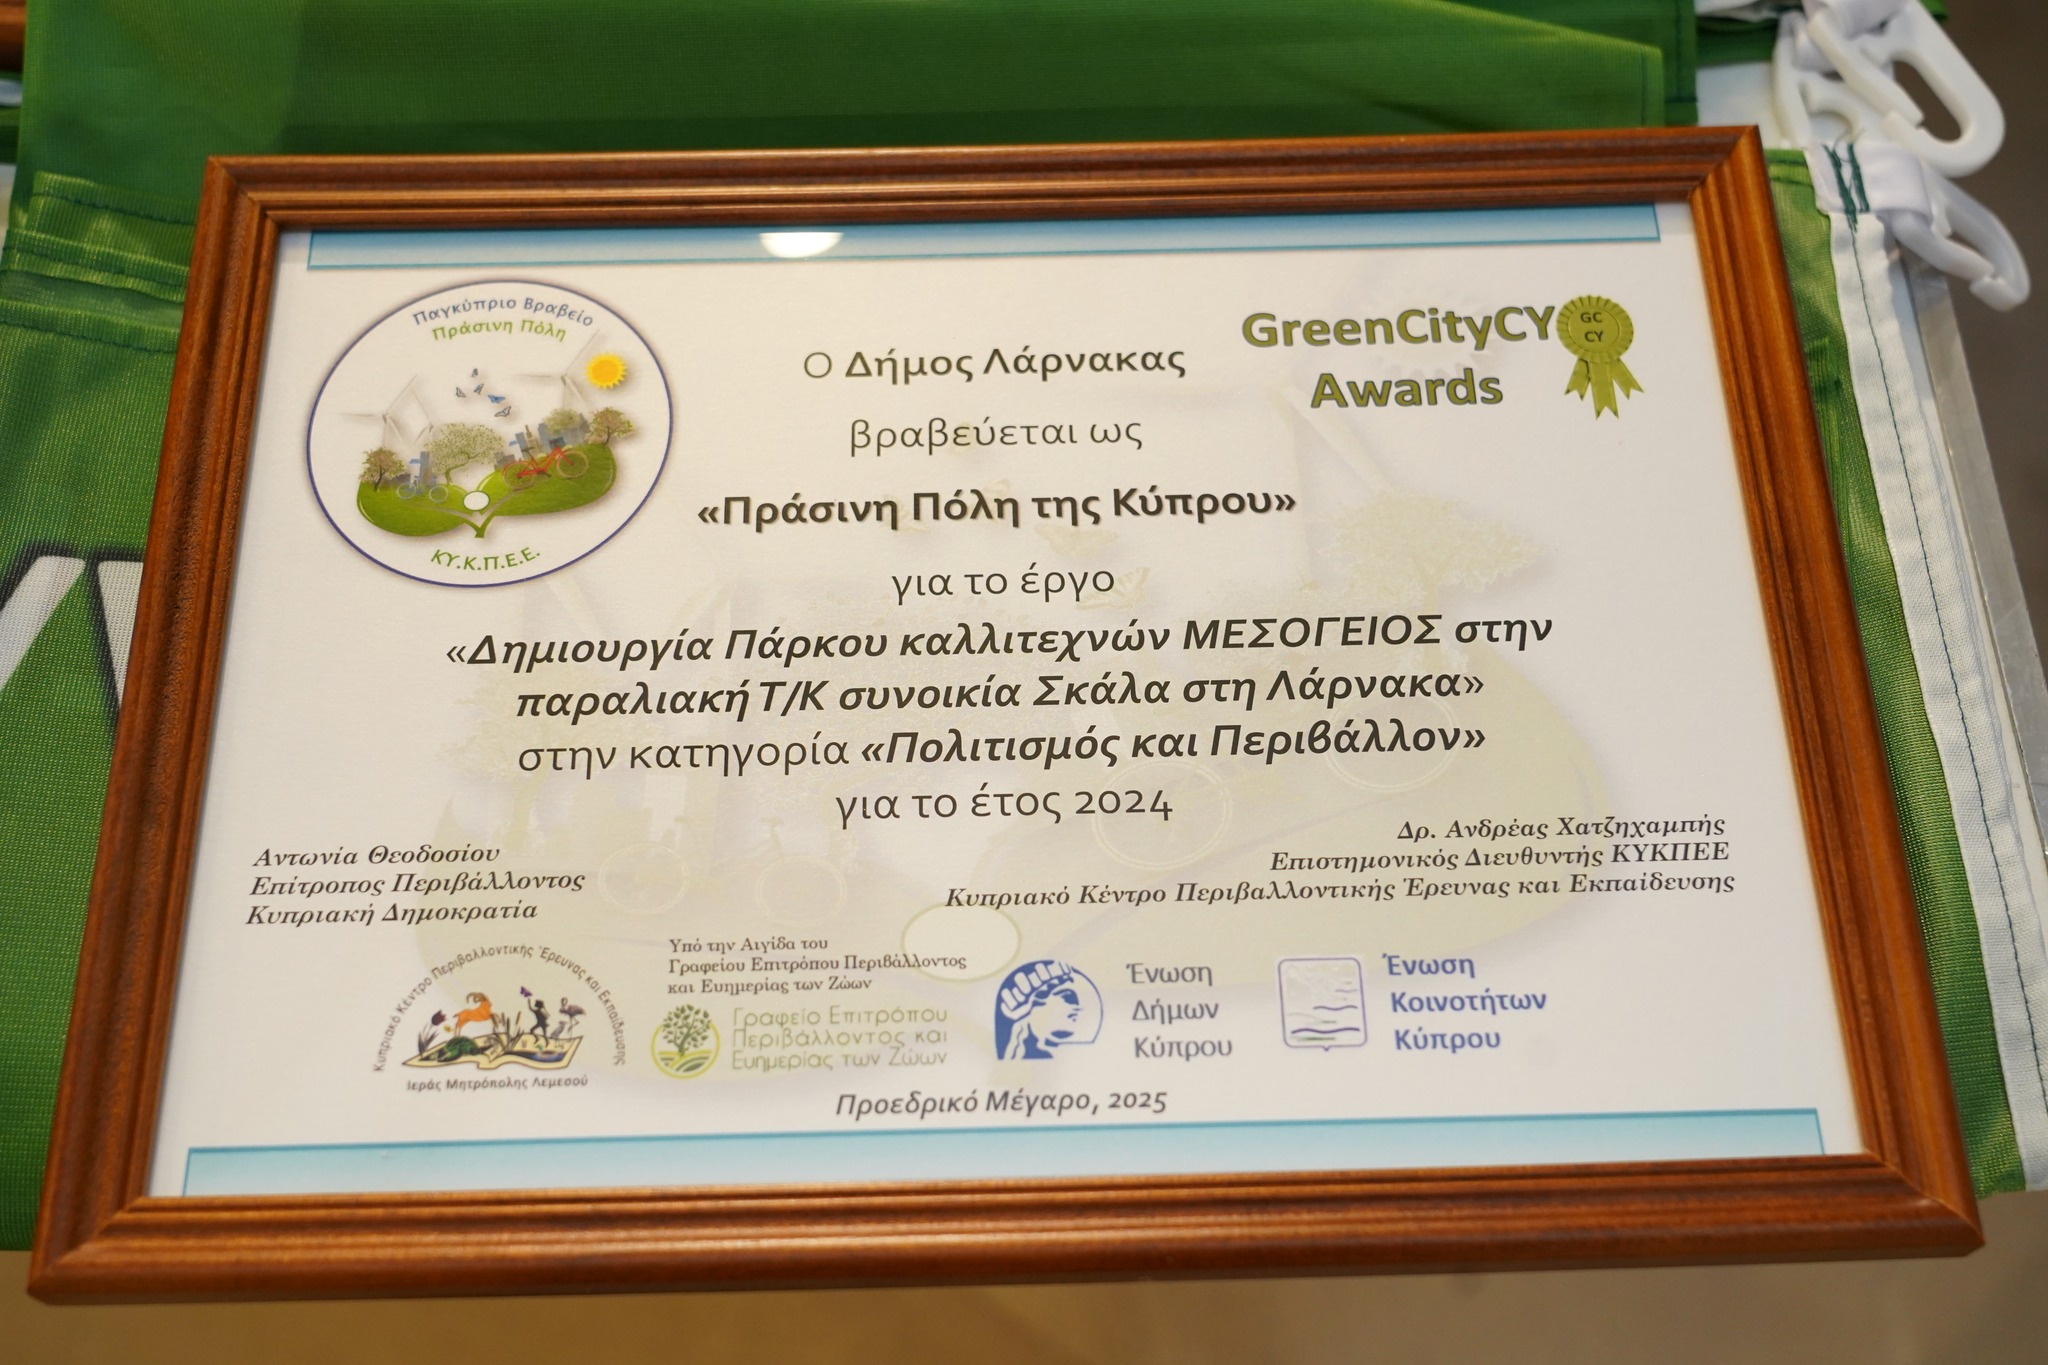 Παγκύπριο Βραβείο
Πράσινη Πόλη
ΚΥ.Κ.Π.Ε.Ε.
GreenCityCY
Awards
GC
CY
Ο Δήμος Λάρνακας
βραβεύεται ως
«Πράσινη Πόλη της Κύπρου»
για το έργο
«Δημιουργία Πάρκου καλλιτεχνών ΜΕΣΟΓΕΙΟΣ στην
παραλιακή Τ/Κ συνοικία Σκάλα στη Λάρνακα»
στην κατηγορία «Πολιτισμός και Περιβάλλον»
για το έτος 2024
Αντωνία Θεοδοσίου
Επίτροπος Περιβάλλοντος
Κυπριακή Δημοκρατία
Δρ. Ανδρέας Χατζηχαμπής
Επιστημονικός Διευθυντής ΚΥΚΠΕΕ
Κυπριακό Κέντρο Περιβαλλοντικής Έρευνας και Εκπαίδευσης
Κυπριακό Κέντρο Περιβαλλοντικής Έρευνας και Εκπαίδευσης
Ιεράς Μητρόπολης Λεμεσού
Υπό την Αιγίδα του
Γραφείου Επιτρόπου Περιβάλλοντος
και Ευημερίας των Ζώων
Γραφείο Επιτρόπου
Περιβάλλοντος και
Ευημερίας των Ζώων
Ένωση
Δήμων
Κύπρου
Ένωση
Κοινοτήτων
Κύπρου
Προεδρικό Μέγαρο, 2025